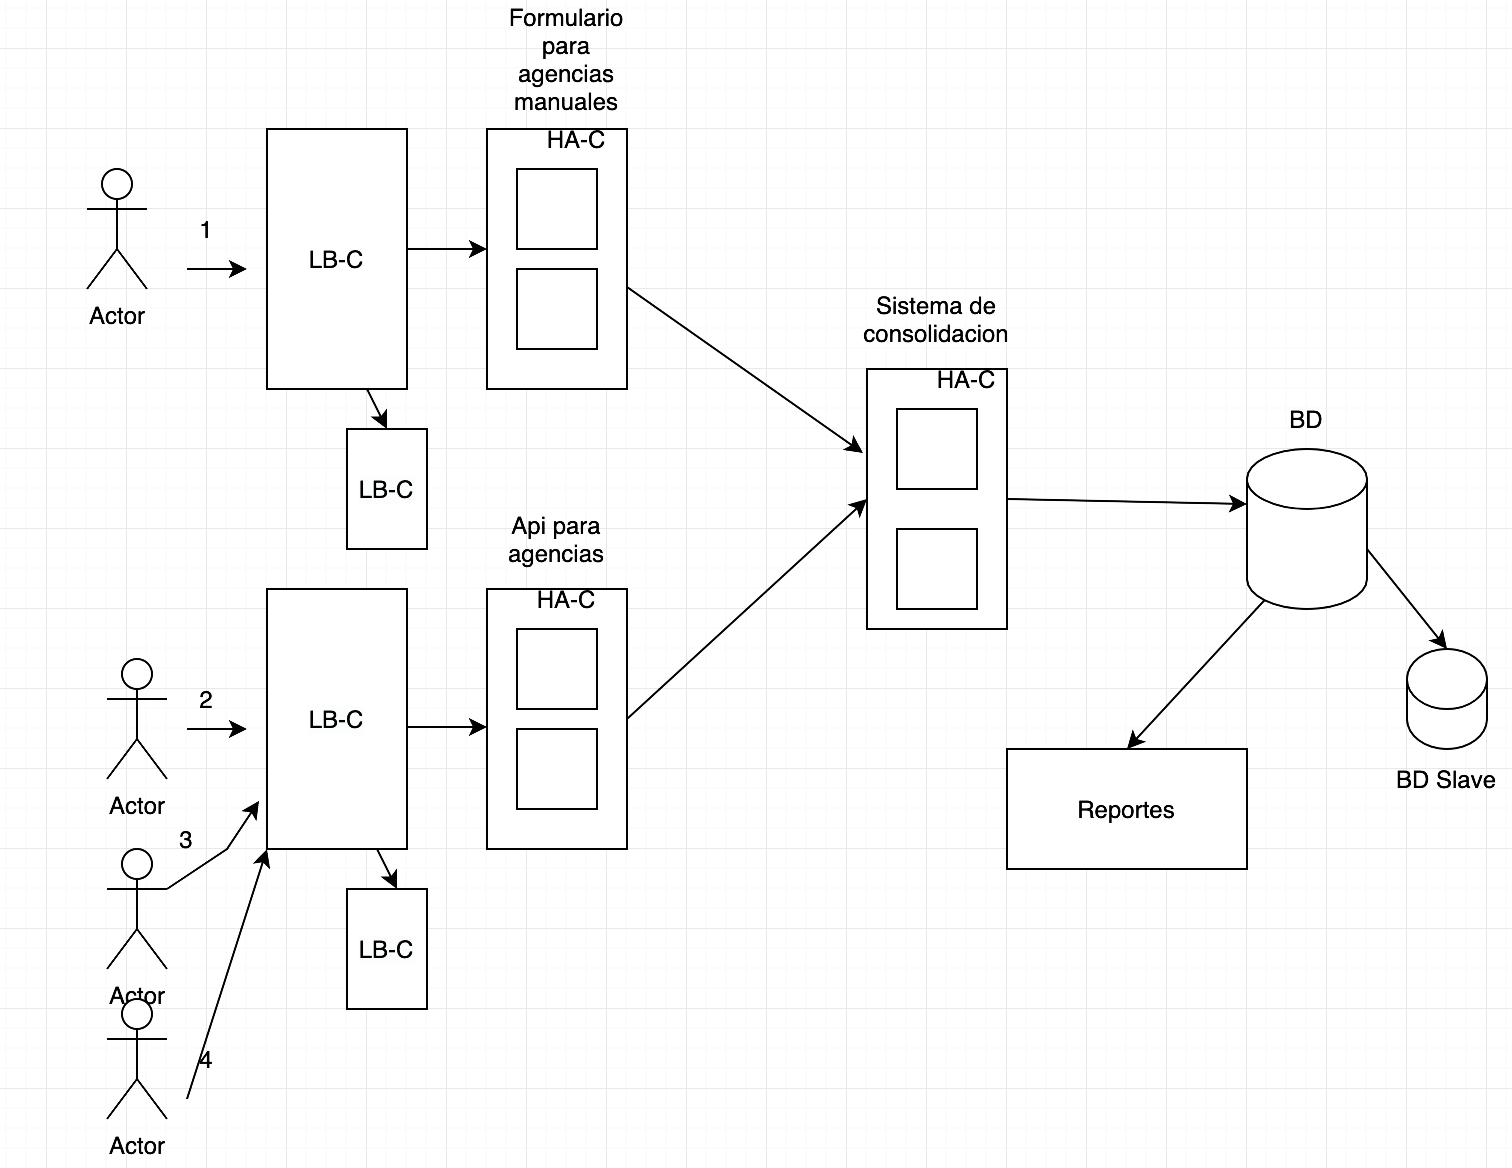 Formulario
para
agencias
manuales
HA-C
1
LB-C
Actor
Sistema de
consolidacion
HA-C
BD
LB-C
Api para
agencias
HA-C
2
LB-C
Actor
BD Slave
Reportes
3
LB-C
Actor
4
Actor